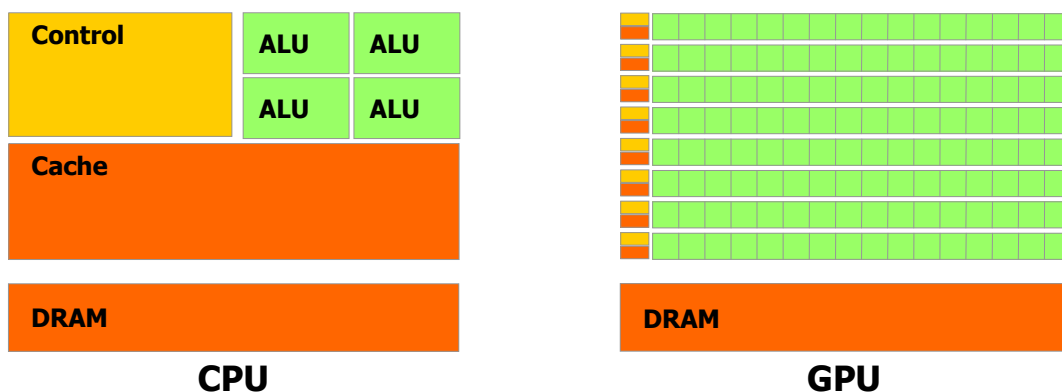 Control
ALU ALU
ALU ALU
Cache
DRAM
CPU
DRAM
GPU